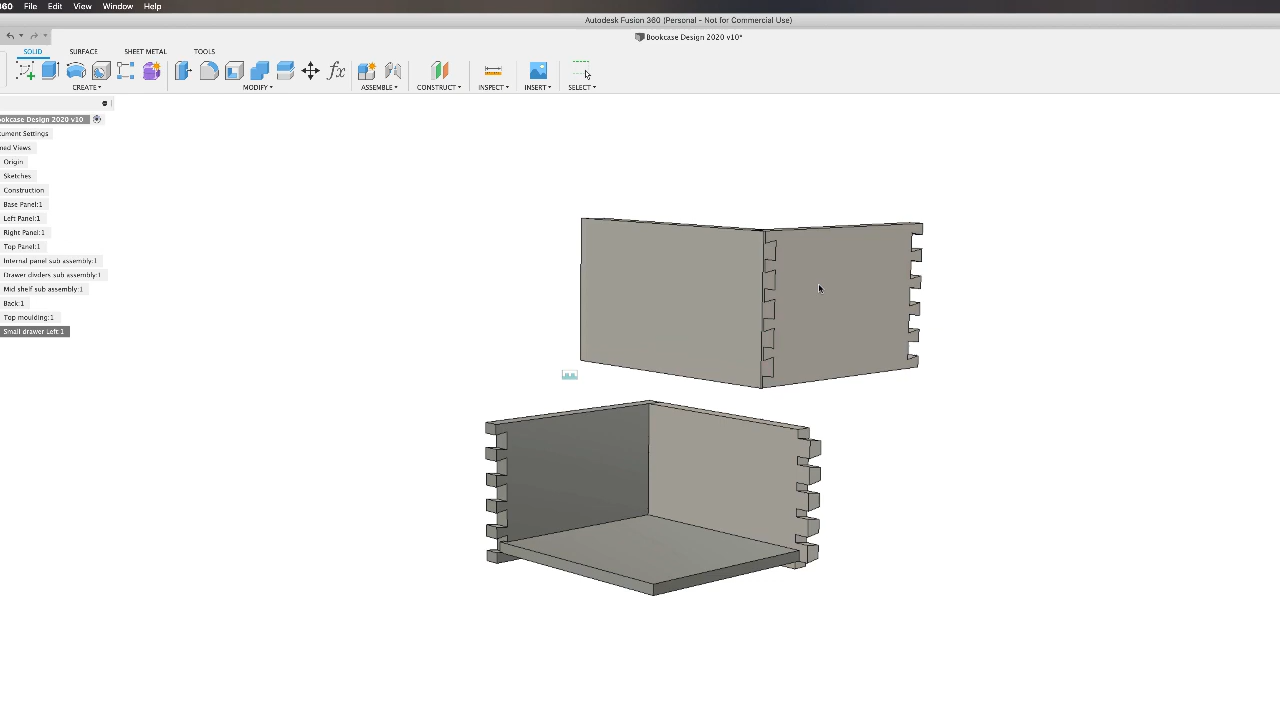 360 File Edit View Window Help
Autodesk Fusion 360 (Personal - Not for Commercial Use)
Bookcase Design 2020 v10*
SOLID SURFACE SHEET METAL TOOLS
CREATE MODIFY ASSEMBLE CONSTRUCT INSPECT INSERT SELECT
ookcase Design 2020 v10
cument Settings
med Views
Origin
Sketches
Construction
Base Panel:1
Left Panel:1
Right Panel:1
Top Panel:1
Internal panel sub assembly:1
Drawer divders sub assembly:1
Mid shelf sub assembly:1
Back:1
Top moulding:1
Small drawer Left:1